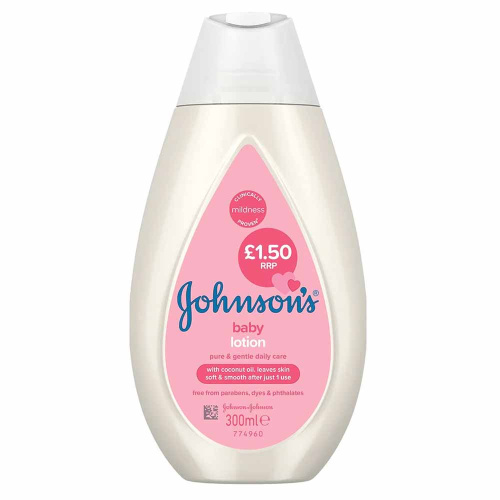 CLINICALLY
mildness
PROVEN*
£1.50
RRP
Johnson's®
baby
lotion
pure & gentle daily care
with coconut oil, leaves skin
soft & smooth after just 1 use
free from parabens, dyes & phthalates
Johnson+Johnson
300ml e
774960